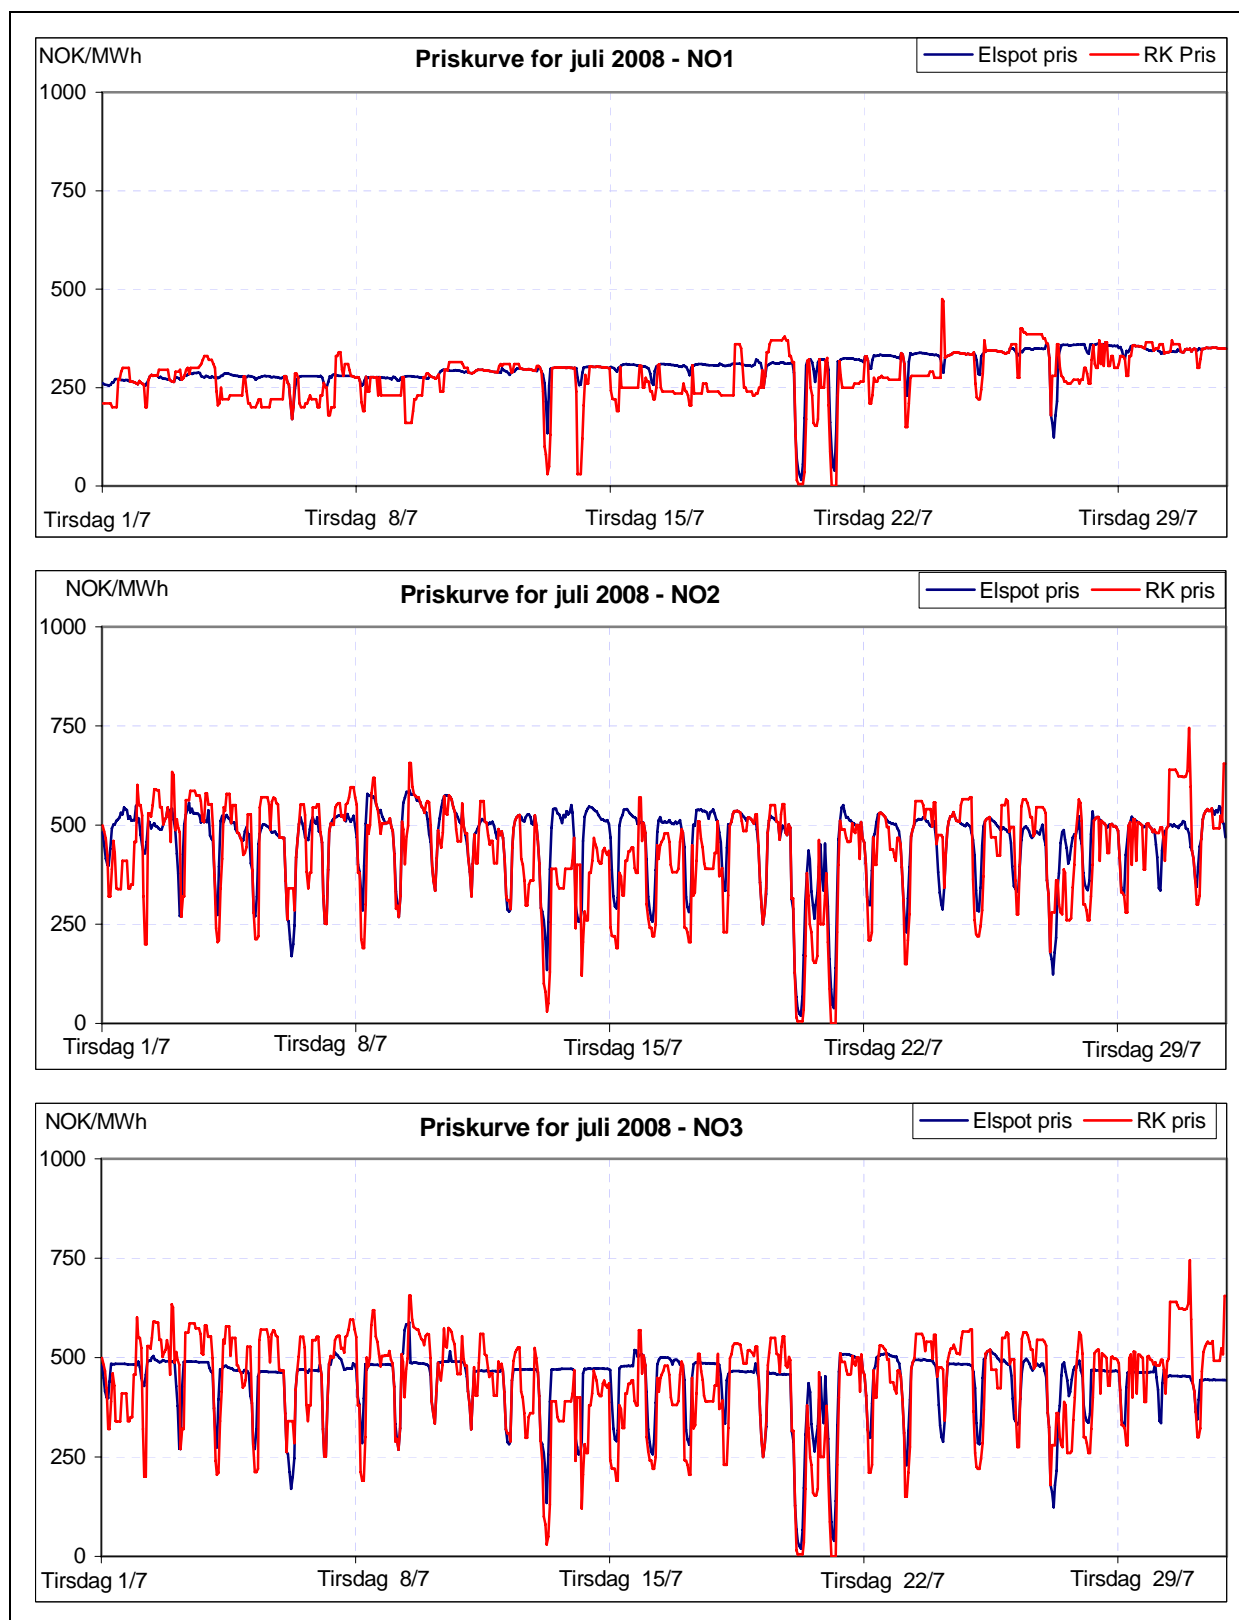 NOK/MWh
Priskurve for juli 2008 - NO1
Elspot pris RK Pris
1000
750
500
250
0
Tirsdag 1/7 Tirsdag 8/7 Tirsdag 15/7 Tirsdag 22/7 Tirsdag 29/7
NOK/MWh
Priskurve for juli 2008 - NO2
Elspot pris RK pris
1000
750
500
250
0
Tirsdag 1/7 Tirsdag 8/7 Tirsdag 15/7 Tirsdag 22/7 Tirsdag 29/7
NOK/MWh
Priskurve for juli 2008 - NO3
Elspot pris RK pris
1000
750
500
250
0
Tirsdag 1/7 Tirsdag 8/7 Tirsdag 15/7 Tirsdag 22/7 Tirsdag 29/7